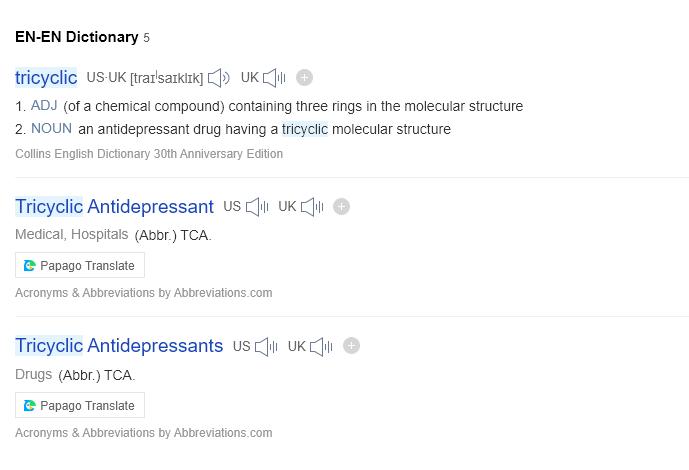 EN-EN Dictionary 5
tricyclic US·UK [traɪˈsaɪklɪk] UK
1. ADJ (of a chemical compound) containing three rings in the molecular structure
2. NOUN an antidepressant drug having a tricyclic molecular structure
Collins English Dictionary 30th Anniversary Edition
Tricyclic Antidepressant US UK
Medical, Hospitals (Abbr.) TCA.
Papago Translate
Acronyms & Abbreviations by Abbreviations.com
Tricyclic Antidepressants US UK
Drugs (Abbr.) TCA.
Papago Translate
Acronyms & Abbreviations by Abbreviations.com